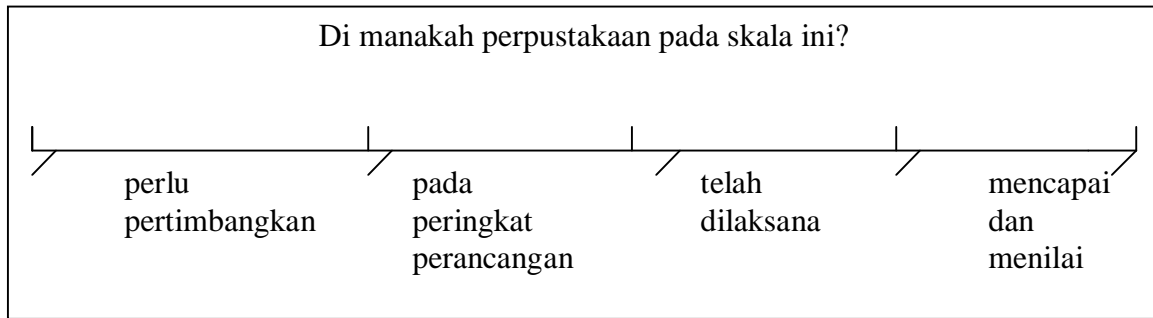 Di manakah perpustakaan pada skala ini?
perlu
pertimbangkan
pada
peringkat
perancangan
telah
dilaksana
mencapai
dan
menilai